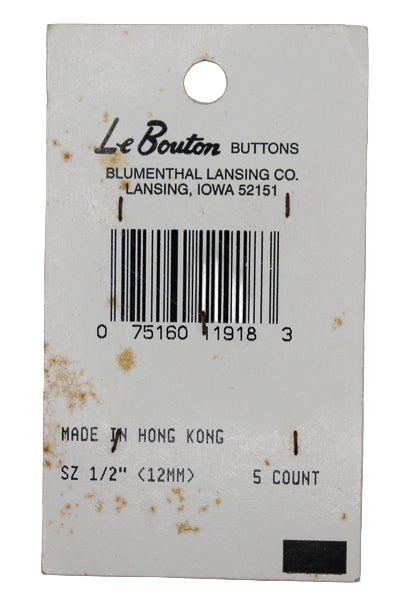 Le Bouton BUTTONS
BLUMENTHAL LANSING CO.
LANSING, IOWA 52151
0 75160 11918 3
MADE IN HONG KONG
SZ 1/2" (12MM) 5 COUNT